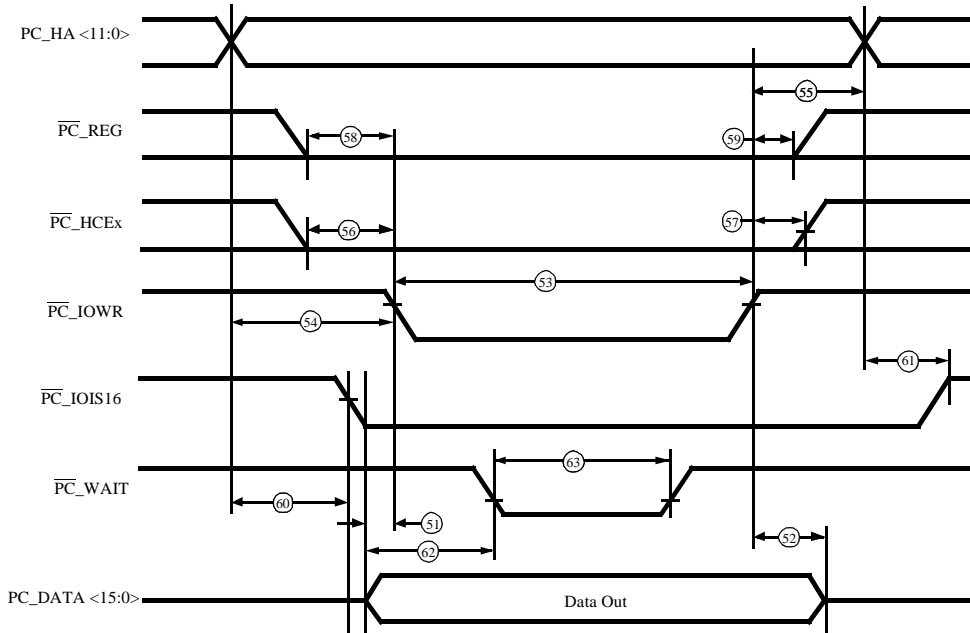 PC_HA <11:0>
55
PC_REG
58
59
PC_HCEx
56
57
53
PC_IOWR
54
61
PC_IOIS16
63
PC_WAIT
60
51
62
52
PC_DATA <15:0>
Data Out